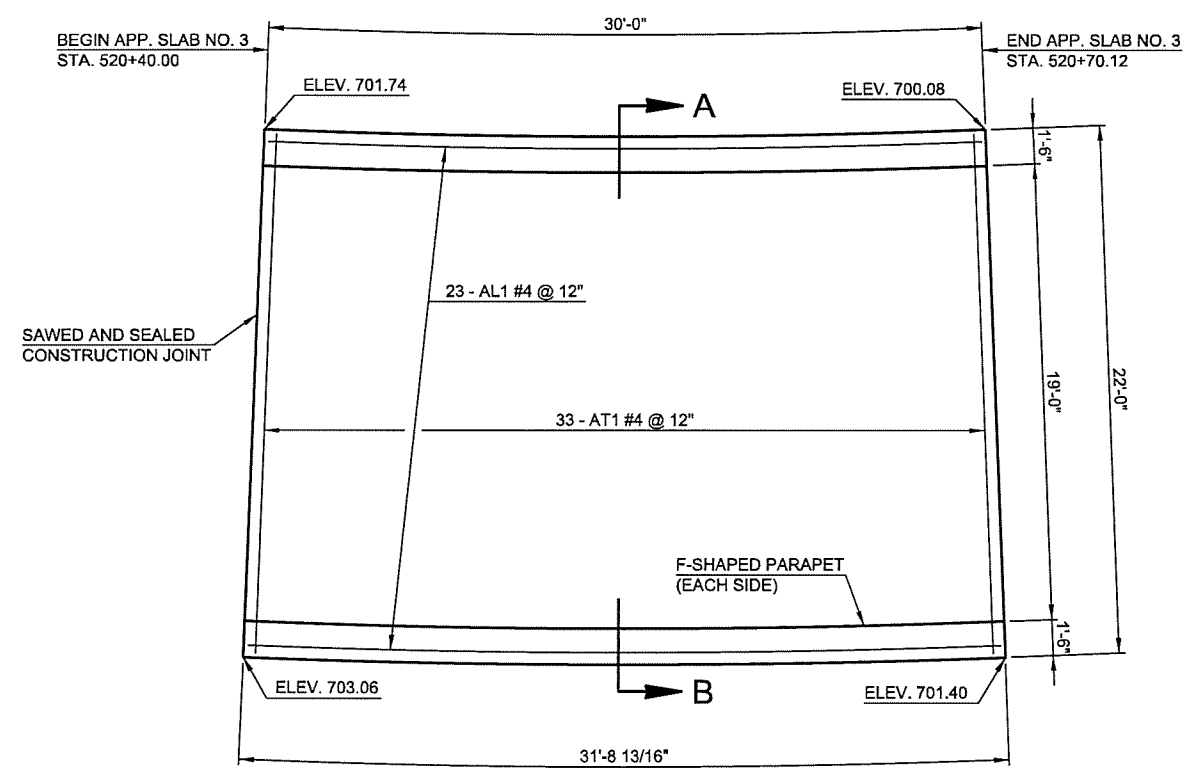 30'-0"
BEGIN APP. SLAB NO. 3
STA. 520+40.00
END APP. SLAB NO. 3
STA. 520+70.12
ELEV. 701.74
A
ELEV. 700.08
1'-6"
23 - AL1 #4 @ 12"
SAWED AND SEALED
CONSTRUCTION JOINT
19'-0"
22'-0"
33 - AT1 #4 @ 12"
F-SHAPED PARAPET
(EACH SIDE)
1'-6"
ELEV. 703.06
B
ELEV. 701.40
31'-8 13/16"